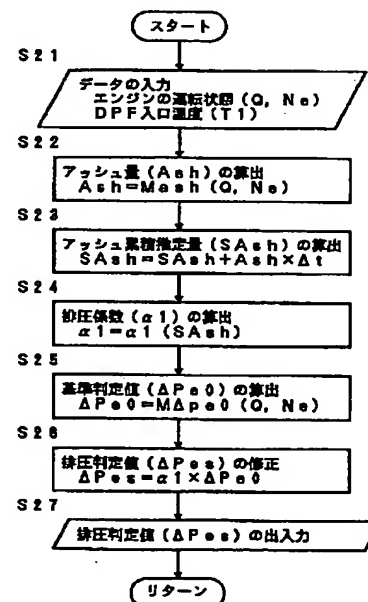 スタート
S21
データの入力
エンジンの運転状態(Q, Ne)
DPF入口温度(T1)
S22
アッシュ量(Ash)の算出
Ash=Mash(Q, Ne)
S23
アッシュ累積推定量(SAsh)の算出
SAsh=SAsh+Ash×Δt
S24
排圧係数(α1)の算出
α1=α1(SAsh)
S25
基準判定値(ΔPe0)の算出
ΔPe0=MΔpe0(Q, Ne)
S26
排圧判定値(ΔPes)の修正
ΔPes=α1×ΔPe0
S27
排圧判定値(ΔPes)の出入力
リターン